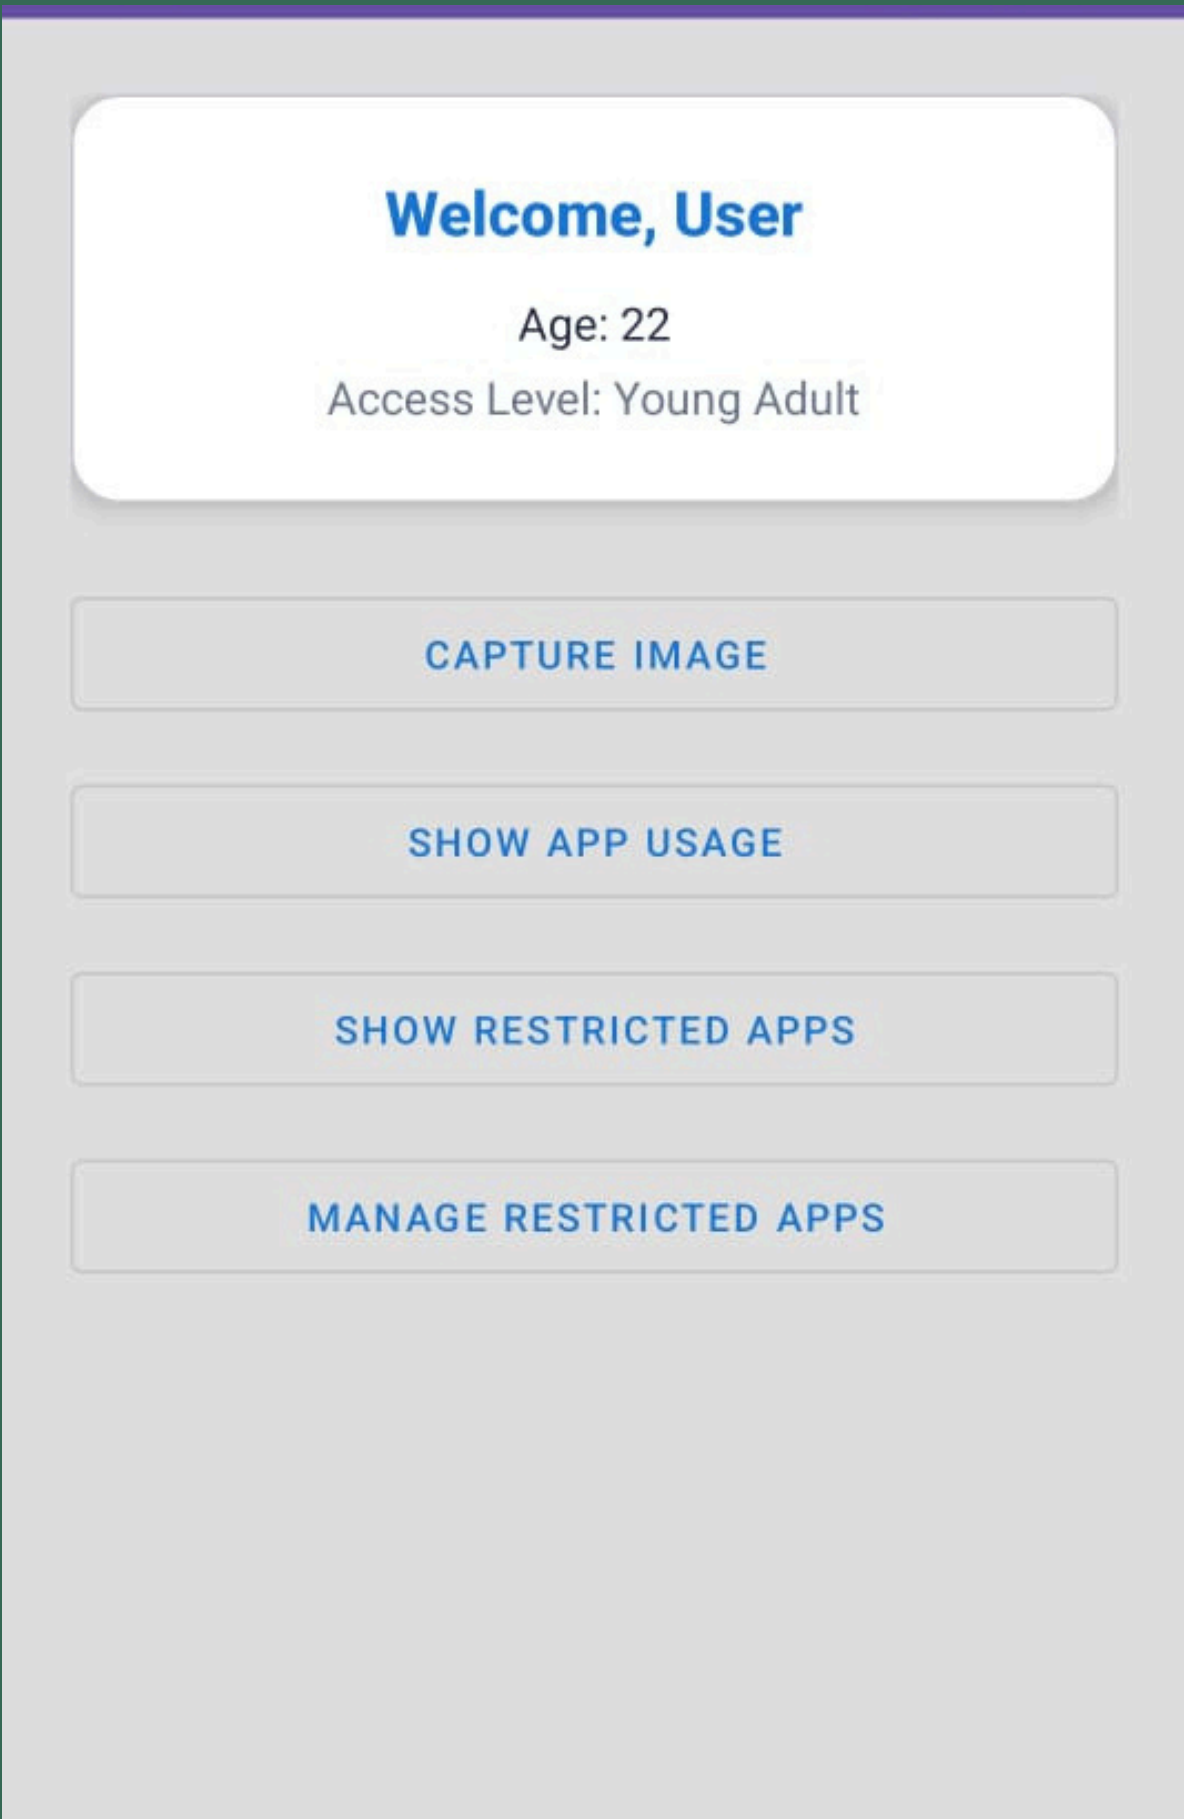 Welcome, User
Age: 22
Access Level: Young Adult
CAPTURE IMAGE
SHOW APP USAGE
SHOW RESTRICTED APPS
MANAGE RESTRICTED APPS